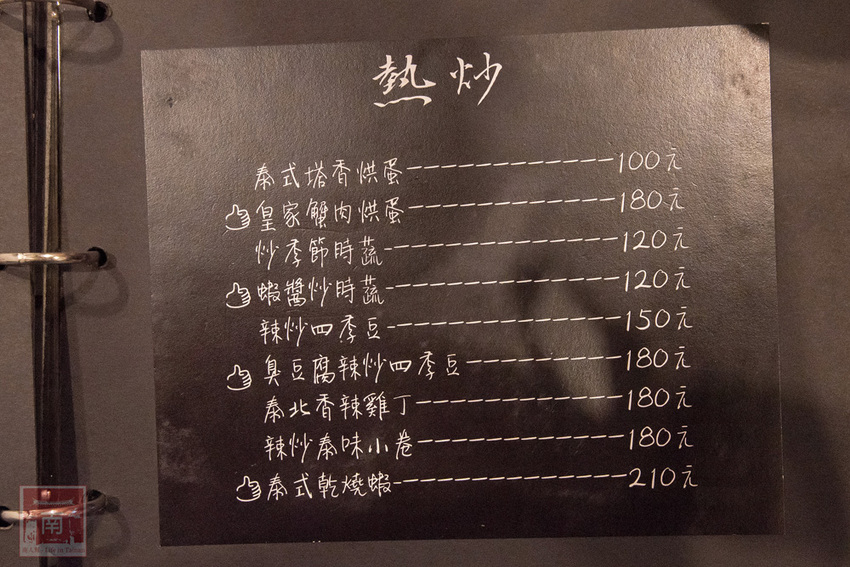 熱炒
泰式塔香烘蛋-------------100元
皇家蟹肉烘蛋-------------180元
炒季節時蔬--------------120元
蝦醬炒時蔬--------------120元
辣炒四季豆--------------150元
臭豆腐辣炒四季豆---------180元
泰北香辣雞丁------------180元
辣炒泰味小卷------------180元
泰式乾燒蝦--------------210元
南